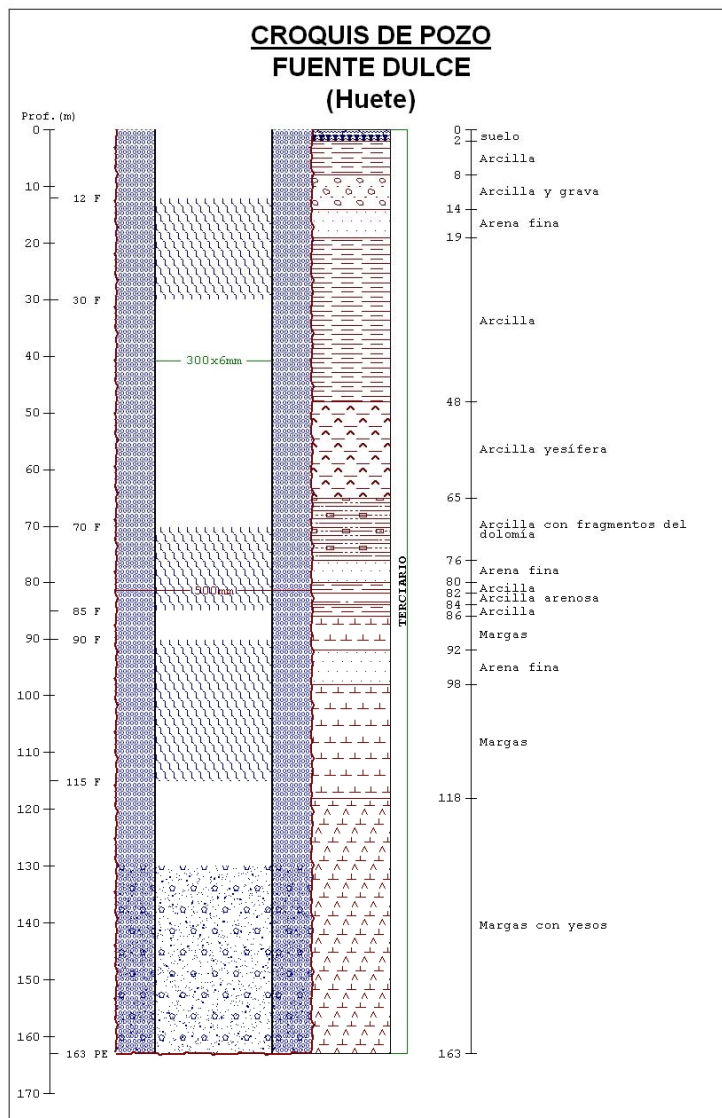 CROQUIS DE POZO
FUENTE DULCE
(Huete)
Prof.(m)
0
10
20
30
40
50
60
70
80
90
100
110
120
130
140
150
160
170
12 F
30 F
70 F
85 F
90 F
115 F
163 PE
300x6mm
500mm
TERCIARIO
0
2
8
14
19
48
65
76
80
82
84
86
92
98
118
163
suelo
Arcilla
Arcilla y grava
Arena fina
Arcilla
Arcilla yesífera
Arcilla con fragmentos del
dolomía
Arena fina
Arcilla
Arcilla arenosa
Arcilla
Margas
Arena fina
Margas
Margas con yesos